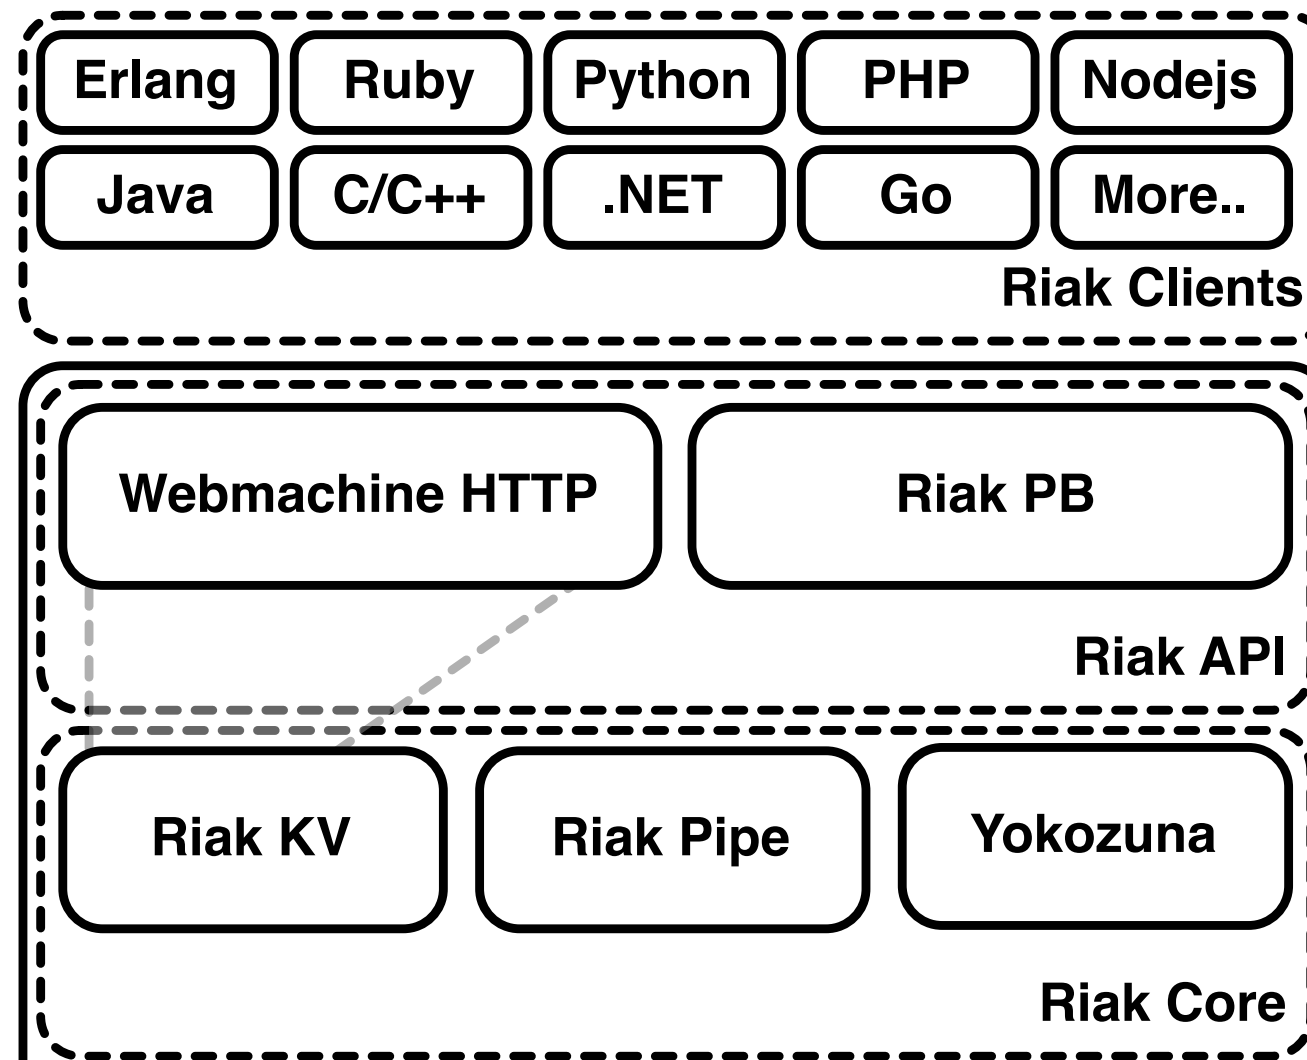 Erlang Ruby Python PHP Nodejs
Java C/C++ .NET Go More..
Riak Clients
Webmachine HTTP Riak PB
Riak API
Riak KV Riak Pipe Yokozuna
Riak Core